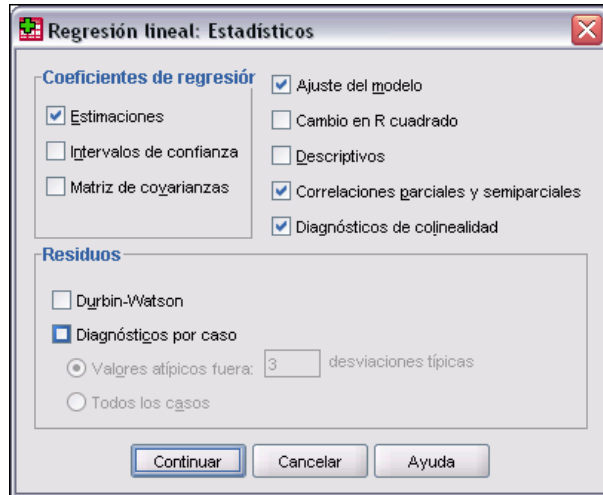 Regresión lineal: Estadísticos
Coeficientes de regresiór
Estimaciones
Intervalos de confianza
Matriz de covarianzas
Ajuste del modelo
Cambio en R cuadrado
Descriptivos
Correlaciones parciales y semiparciales
Diagnósticos de colinealidad
Residuos
Durbin-Watson
Diagnósticos por caso
Valores atípicos fuera: 3 desviaciones típicas
Todos los casos
Continuar Cancelar Ayuda